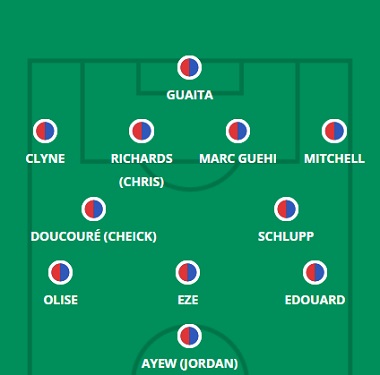 GUAITA
CLYNE RICHARDS MARC GUEHI MITCHELL
(CHRIS)
DOUCOURÉ (CHEICK) SCHLUPP
OLISE EZE EDOUARD
AYEW (JORDAN)